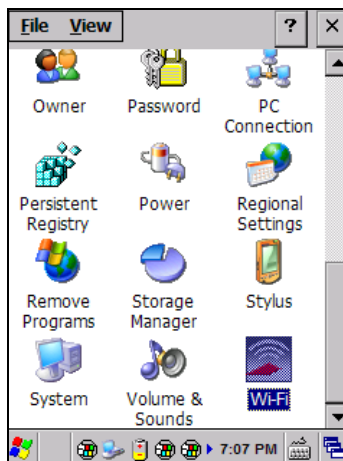 File View ? ×
Owner Password PC
Connection
Persistent Power Regional
Registry Settings
Remove Storage Stylus
Programs Manager
System Volume & Wi-Fi
Sounds
7:07 PM